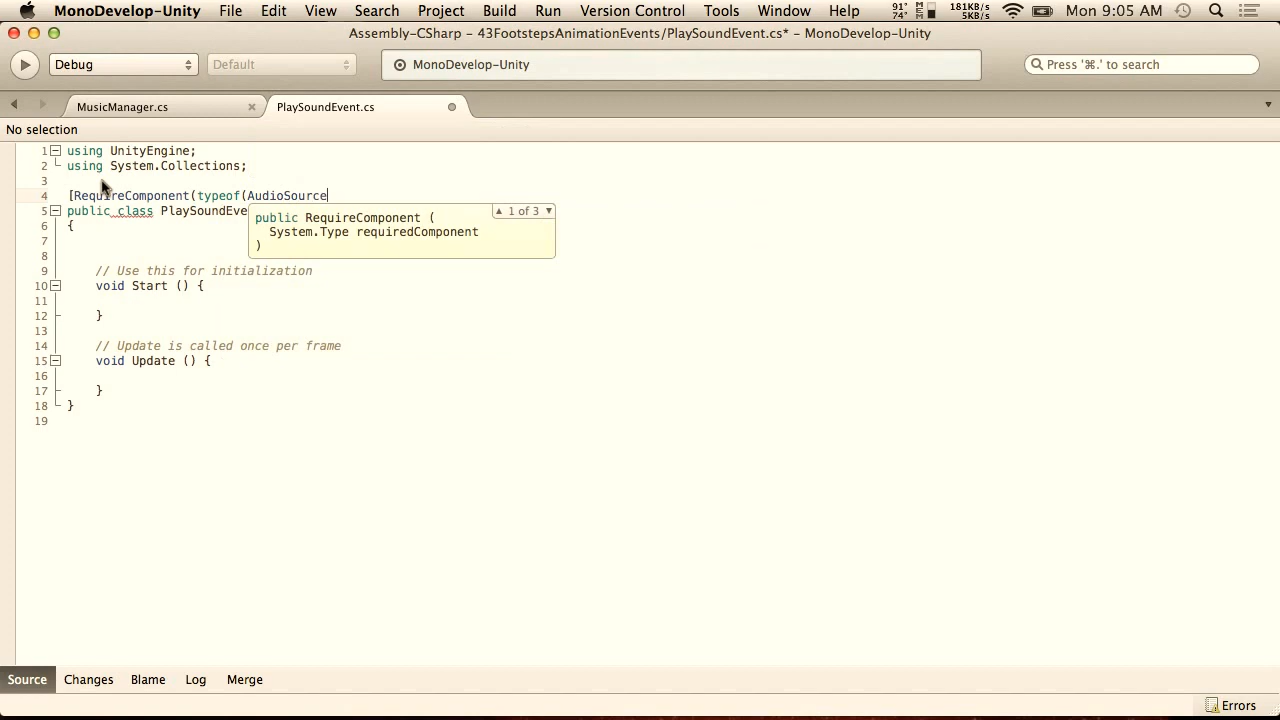 MonoDevelop-Unity File Edit View Search Project Build Run Version Control Tools Window Help 91° 74° 181KB/s 5KB/s Mon 9:05 AM
Assembly-CSharp - 43FootstepsAnimationEvents/PlaySoundEvent.cs* - MonoDevelop-Unity
Debug Default MonoDevelop-Unity Press '⌘.' to search
MusicManager.cs PlaySoundEvent.cs
No selection
1 using UnityEngine;
2 using System.Collections;
3
4 [RequireComponent(typeof(AudioSource
5 public class PlaySoundEve
▲ 1 of 3 ▼
public RequireComponent (
System.Type requiredComponent
)
6 {
7
8
9 // Use this for initialization
10 void Start () {
11
12 }
13
14 // Update is called once per frame
15 void Update () {
16
17 }
18 }
19
Source Changes Blame Log Merge
Errors